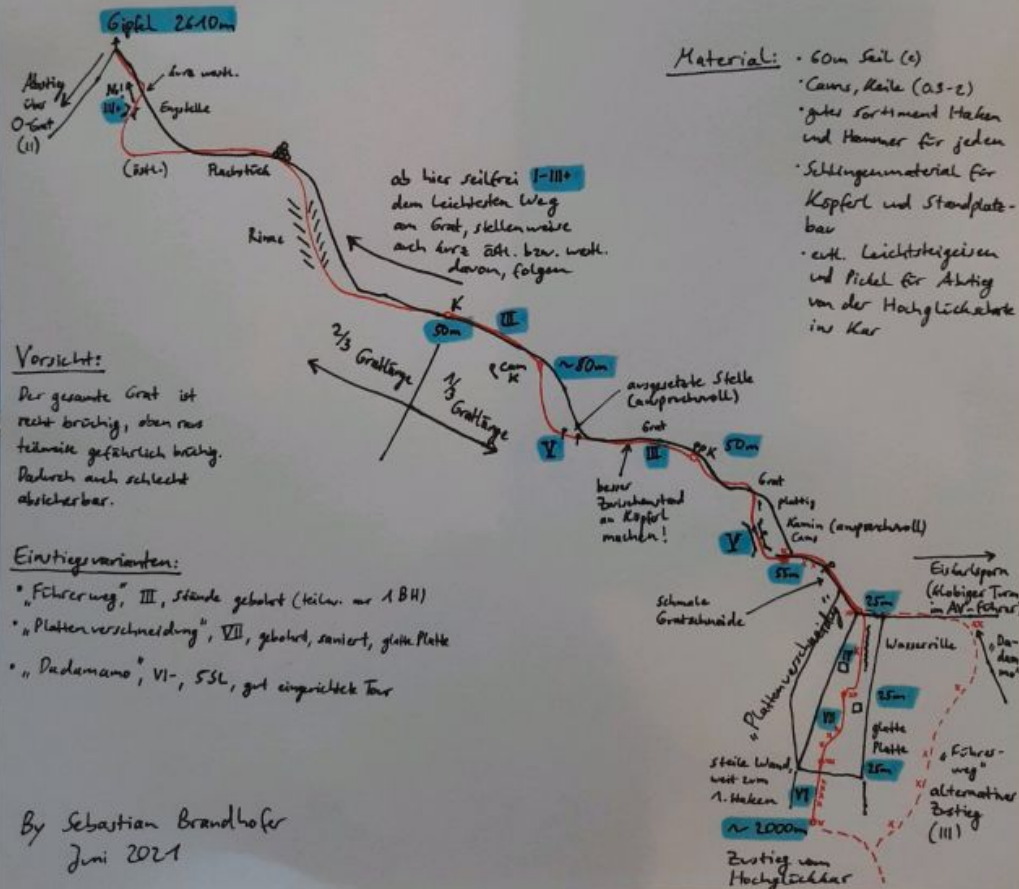 Gipfel 2610m
Abstieg
über
O-Grat
(II)
kurz westl.
III+
Engstelle
(östl.)
Flachstück
Rinne
ab hier seilfrei I-III+
dem leichtesten Weg
am Grat, stellenweise
auch kurz östl. bzw. westl.
davon, folgen
Material:
· 60m Seil (e)
· Cams, Keile (0.5-2)
· gutes Sortiment Haken
und Hammer für jeden
· Schlingenmaterial für
Köpferl und Standplatz-
bau
· evtl. Leichtsteigeisen
und Pickel für Abstieg
von der Hochglückscharte
ins Kar
K
50m
III
Cam
K
~50m
2/3 Gratlänge
1/3 Gratlänge
ausgesetzte Stelle
(anspruchsvoll)
V
Grat
III
K
50m
besser
Zwischenstand
an Köpferl
machen!
Grat
plattig
Kamin (anspruchsvoll)
Cams
V
55m
schmale
Gratschneide
Eiskarlsporn
(klobiger Turm
im AV-Führer)
25m
Wasserrille
"Dadamamo"
"Plattenverschneidung"
25m
VII
glatte
Platte
25m
steile Wand,
weit zum
1. Haken
VI
~2000m
Zustieg vom
Hochglückkar
"Führer-
weg"
alternativer
Zustieg
(III)
Vorsicht:
Der gesamte Grat ist
recht brüchig, oben raus
teilweise gefährlich brüchig.
Dadurch auch schlecht
absicherbar.
Einstiegsvarianten:
· "Führerweg", III, Stände gebohrt (teilw. nur 1 BH)
· "Plattenverschneidung", VII, gebohrt, saniert, glatte Platte
· "Dadamamo", VI-, 5SL, gut eingerichtete Tour
By Sebastian Brandhofer
Juni 2021